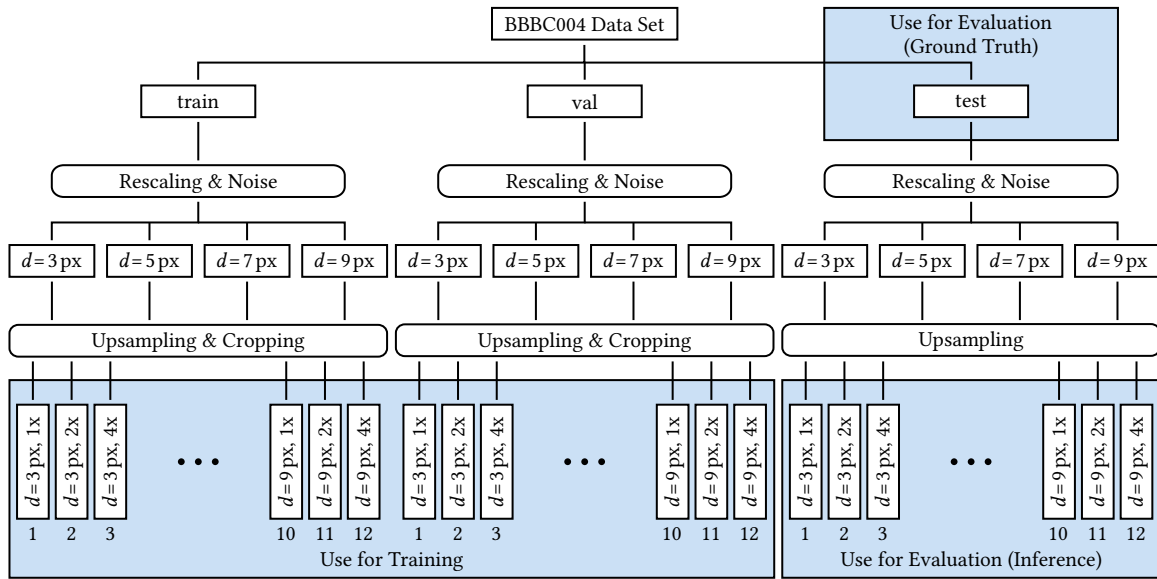 BBBC004 Data Set
Use for Evaluation
(Ground Truth)
train
val
test
Rescaling & Noise
Rescaling & Noise
Rescaling & Noise
d = 3 px
d = 5 px
d = 7 px
d = 9 px
d = 3 px
d = 5 px
d = 7 px
d = 9 px
d = 3 px
d = 5 px
d = 7 px
d = 9 px
Upsampling & Cropping
Upsampling & Cropping
Upsampling
d = 3 px, 1x
d = 3 px, 2x
d = 3 px, 4x
• • •
d = 9 px, 1x
d = 9 px, 2x
d = 9 px, 4x
d = 3 px, 1x
d = 3 px, 2x
d = 3 px, 4x
• • •
d = 9 px, 1x
d = 9 px, 2x
d = 9 px, 4x
d = 3 px, 1x
d = 3 px, 2x
d = 3 px, 4x
• • •
d = 9 px, 1x
d = 9 px, 2x
d = 9 px, 4x
1
2
3
10
11
12
1
2
3
10
11
12
1
2
3
10
11
12
Use for Training
Use for Evaluation (Inference)